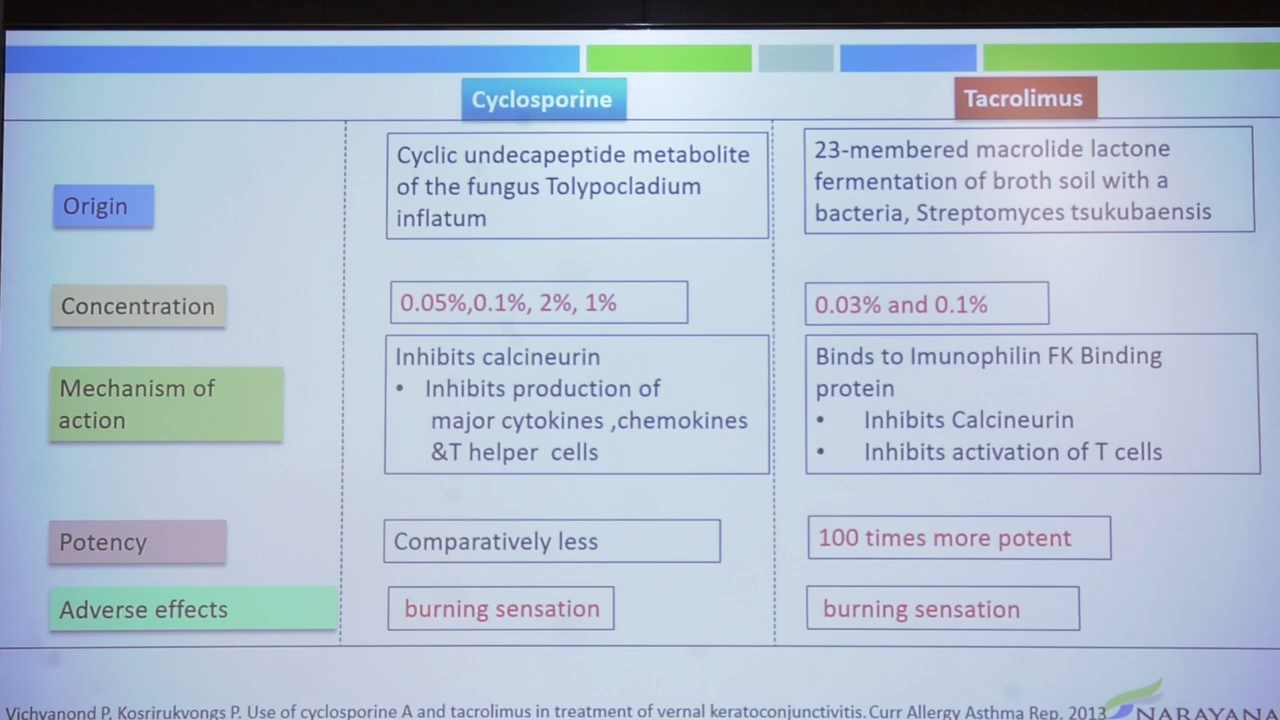 Cyclosporine
Tacrolimus
Origin
Cyclic undecapeptide metabolite
of the fungus Tolypocladium
inflatum
23-membered macrolide lactone
fermentation of broth soil with a
bacteria, Streptomyces tsukubaensis
Concentration
0.05%,0.1%, 2%, 1%
0.03% and 0.1%
Mechanism of
action
Inhibits calcineurin
• Inhibits production of
major cytokines ,chemokines
&T helper cells
Binds to Imunophilin FK Binding
protein
• Inhibits Calcineurin
• Inhibits activation of T cells
Potency
Comparatively less
100 times more potent
Adverse effects
burning sensation
burning sensation
Vichyanond P, Kosrirukvongs P. Use of cyclosporine A and tacrolimus in treatment of vernal keratoconjunctivitis. Curr Allergy Asthma Rep. 2013
NARAYANA